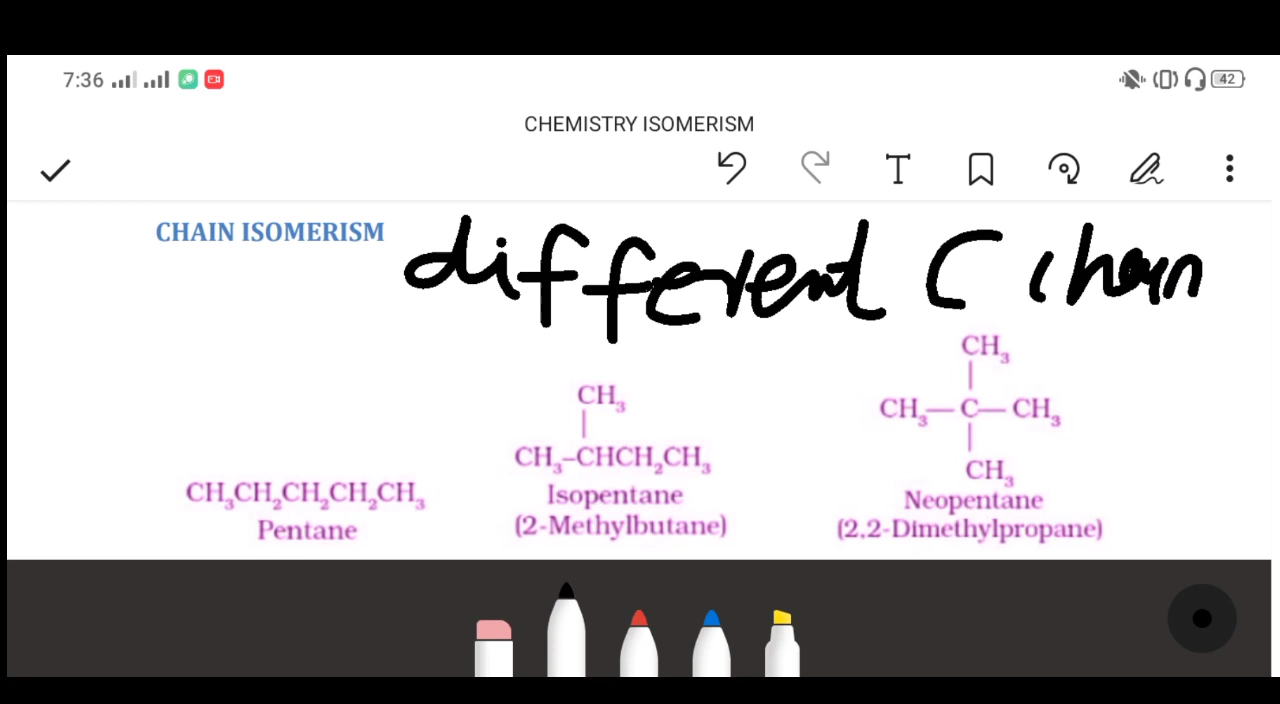 7:36
42
CHEMISTRY ISOMERISM
T
CHAIN ISOMERISM
different C chain
CH₃CH₂CH₂CH₂CH₃
Pentane
CH₃
|
CH₃–CHCH₂CH₃
Isopentane
(2-Methylbutane)
CH₃
|
CH₃—C—CH₃
|
CH₃
Neopentane
(2,2-Dimethylpropane)